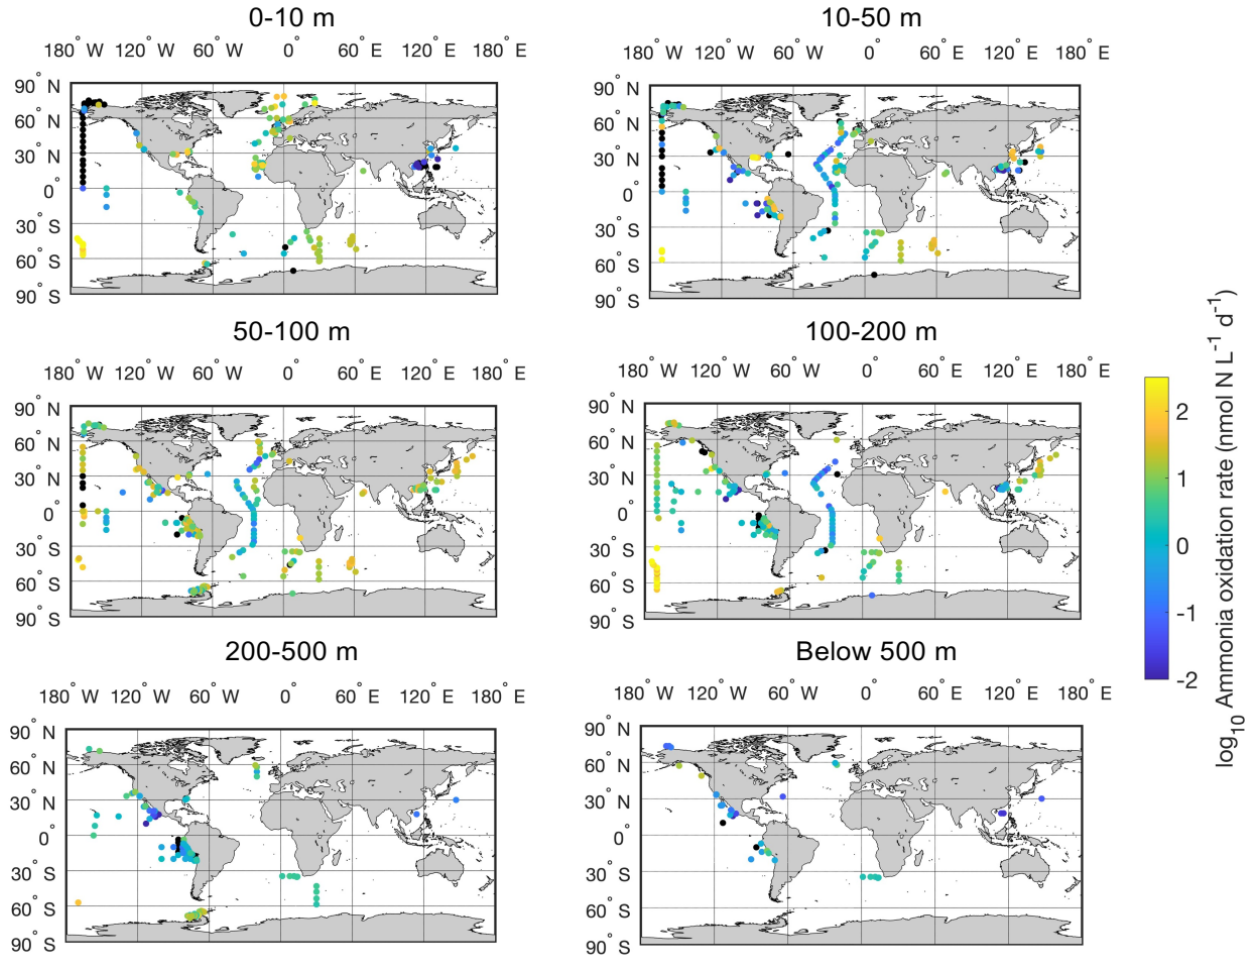 0-10 m
180° W 120° W 60° W 0° 60° E 120° E 180° E
90° N
60° N
30° N
0°
30° S
60° S
90° S
10-50 m
180° W 120° W 60° W 0° 60° E 120° E 180° E
90° N
60° N
30° N
0°
30° S
60° S
90° S
50-100 m
180° W 120° W 60° W 0° 60° E 120° E 180° E
90° N
60° N
30° N
0°
30° S
60° S
90° S
100-200 m
180° W 120° W 60° W 0° 60° E 120° E 180° E
90° N
60° N
30° N
0°
30° S
60° S
90° S
200-500 m
180° W 120° W 60° W 0° 60° E 120° E 180° E
90° N
60° N
30° N
0°
30° S
60° S
90° S
Below 500 m
180° W 120° W 60° W 0° 60° E 120° E 180° E
90° N
60° N
30° N
0°
30° S
60° S
90° S
2
1
0
-1
-2
log₁₀ Ammonia oxidation rate (nmol N L⁻¹ d⁻¹)